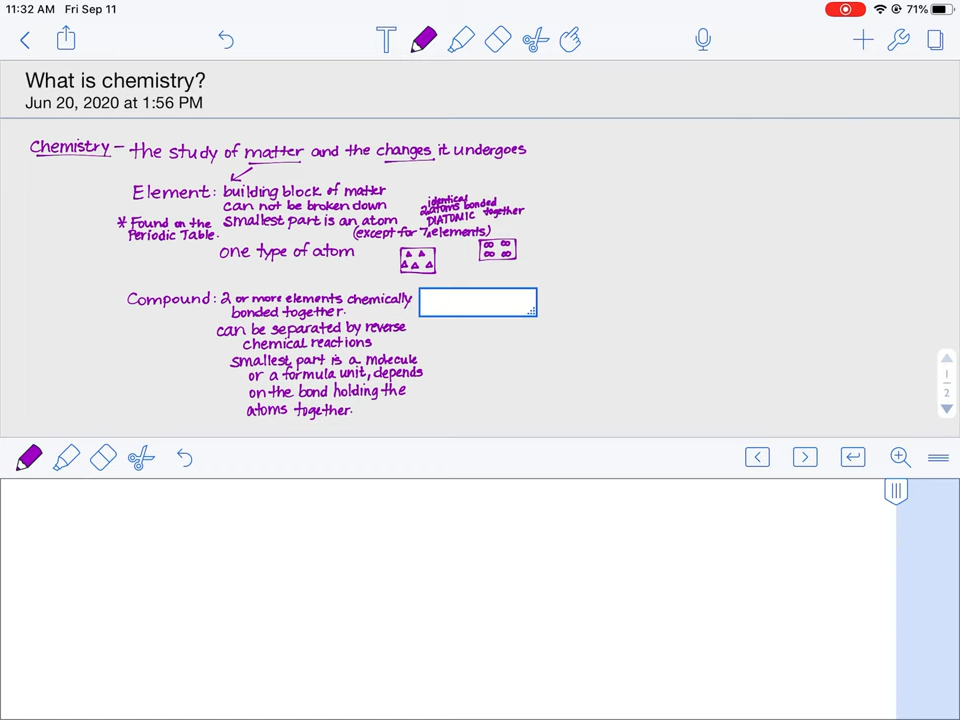 11:32 AM Fri Sep 11
71%
What is chemistry?
Jun 20, 2020 at 1:56 PM
Chemistry - the study of matter and the changes it undergoes
Element: building block of matter
can not be broken down
smallest part is an atom
(except for 7 elements)
identical
2 atoms bonded together
DIATONIC
* Found on the
Periodic Table.
one type of atom
Compound: 2 or more elements chemically
bonded together.
can be separated by reverse
chemical reactions
smallest part is a molecule
or a formula unit, depends
on the bond holding the
atoms together.
1
2